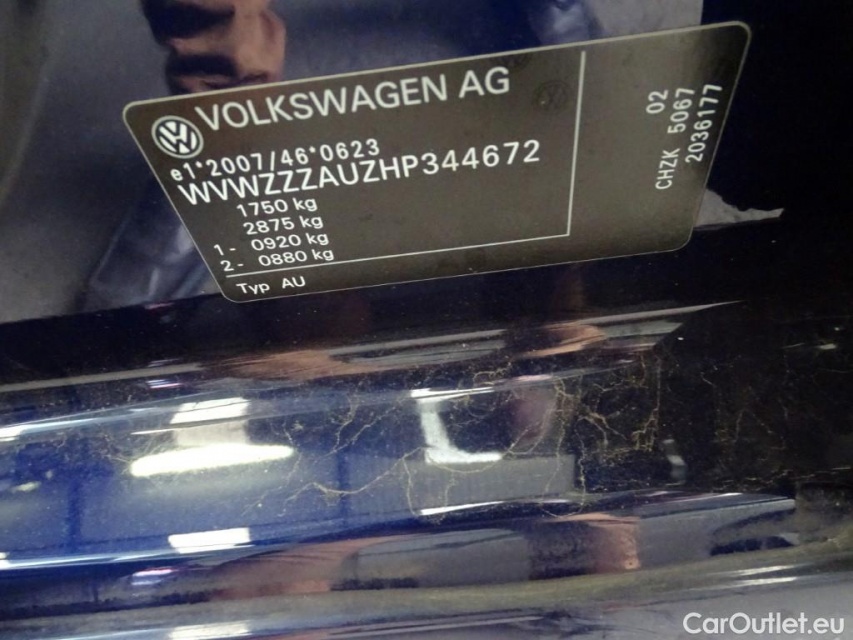 VOLKSWAGEN AG
e1*2007/46*0623
WVWZZZAUZHP344672
1750 kg
2875 kg
1 - 0920 kg
2 - 0880 kg
Typ AU
02
CHZK 5067
2036177
CarOutlet.eu